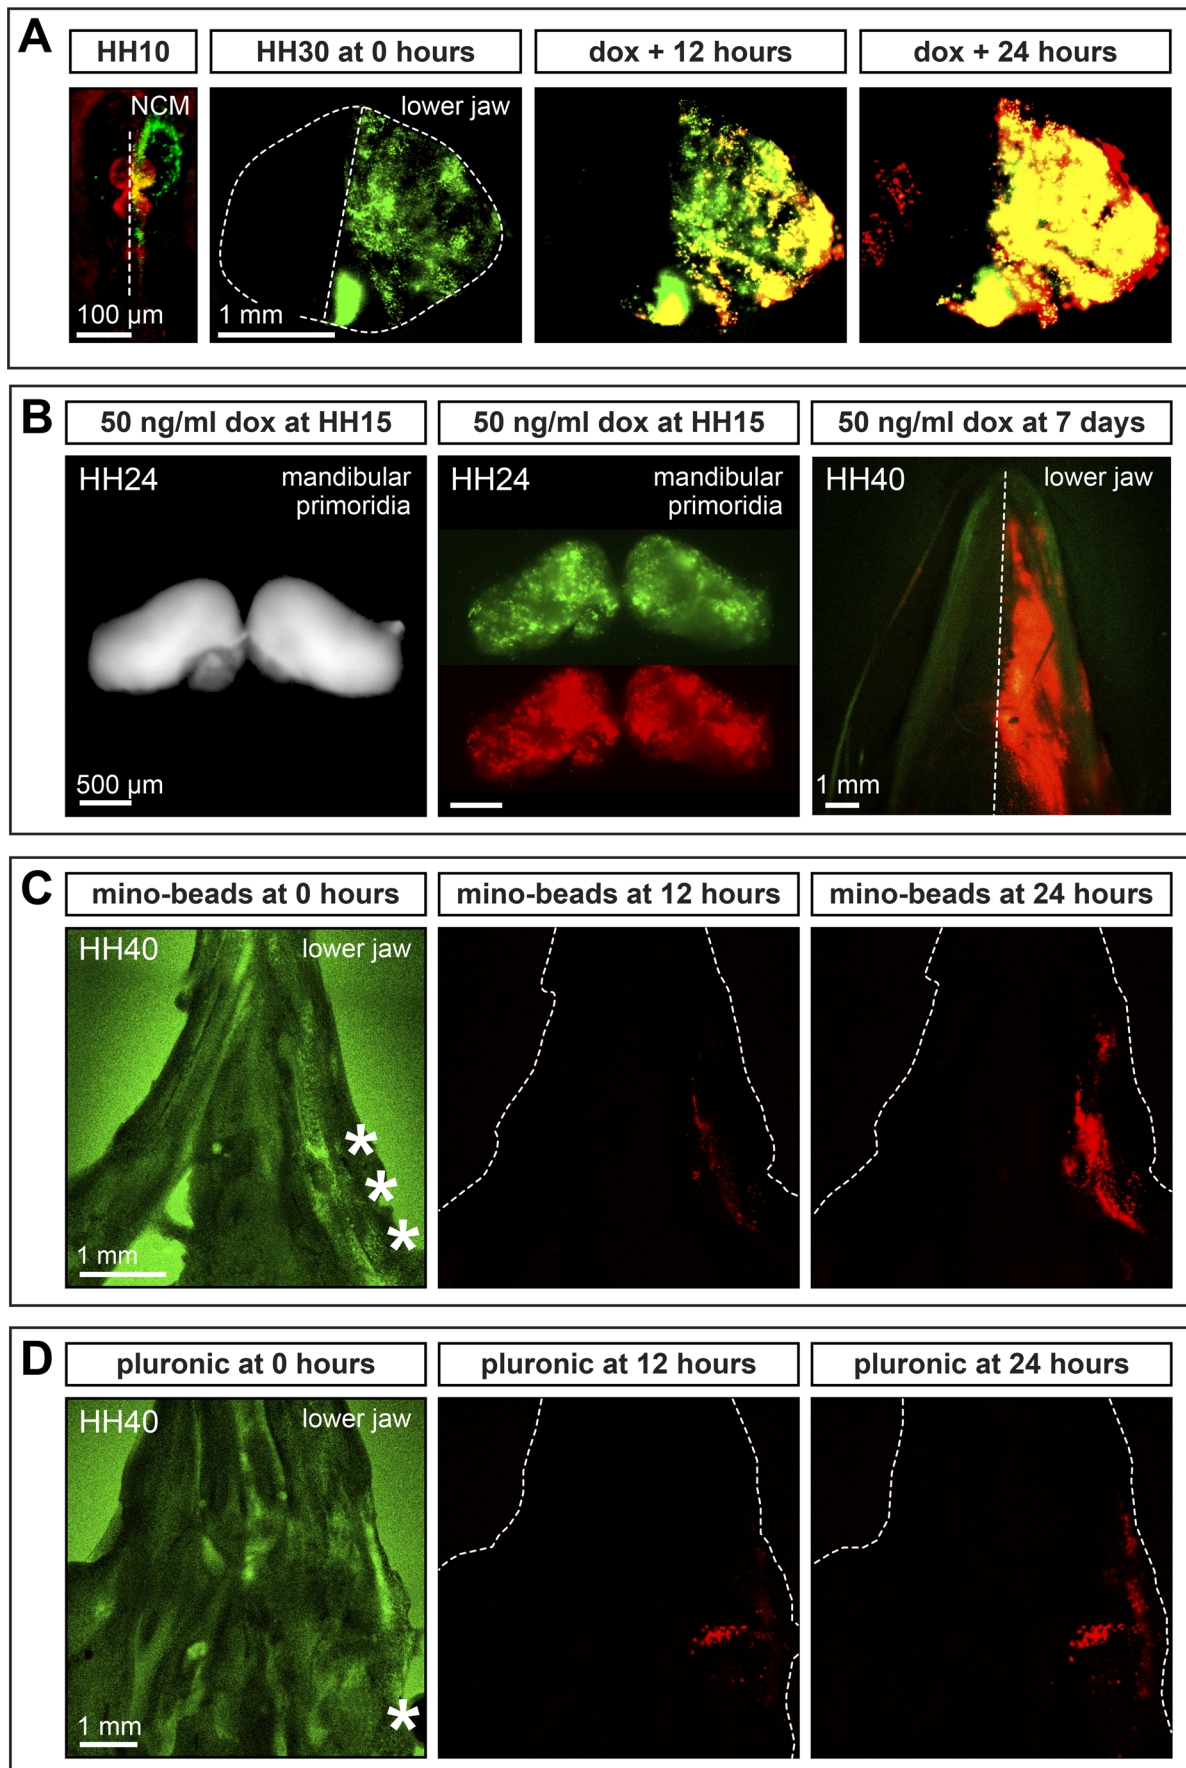 A
HH10
HH30 at 0 hours
dox + 12 hours
dox + 24 hours
NCM
lower jaw
100 µm
1 mm
B
50 ng/ml dox at HH15
50 ng/ml dox at HH15
50 ng/ml dox at 7 days
HH24
mandibular
primoridia
HH24
mandibular
primoridia
HH40
lower jaw
500 µm
1 mm
C
mino-beads at 0 hours
mino-beads at 12 hours
mino-beads at 24 hours
HH40
lower jaw
*
*
*
1 mm
D
pluronic at 0 hours
pluronic at 12 hours
pluronic at 24 hours
HH40
lower jaw
*
1 mm